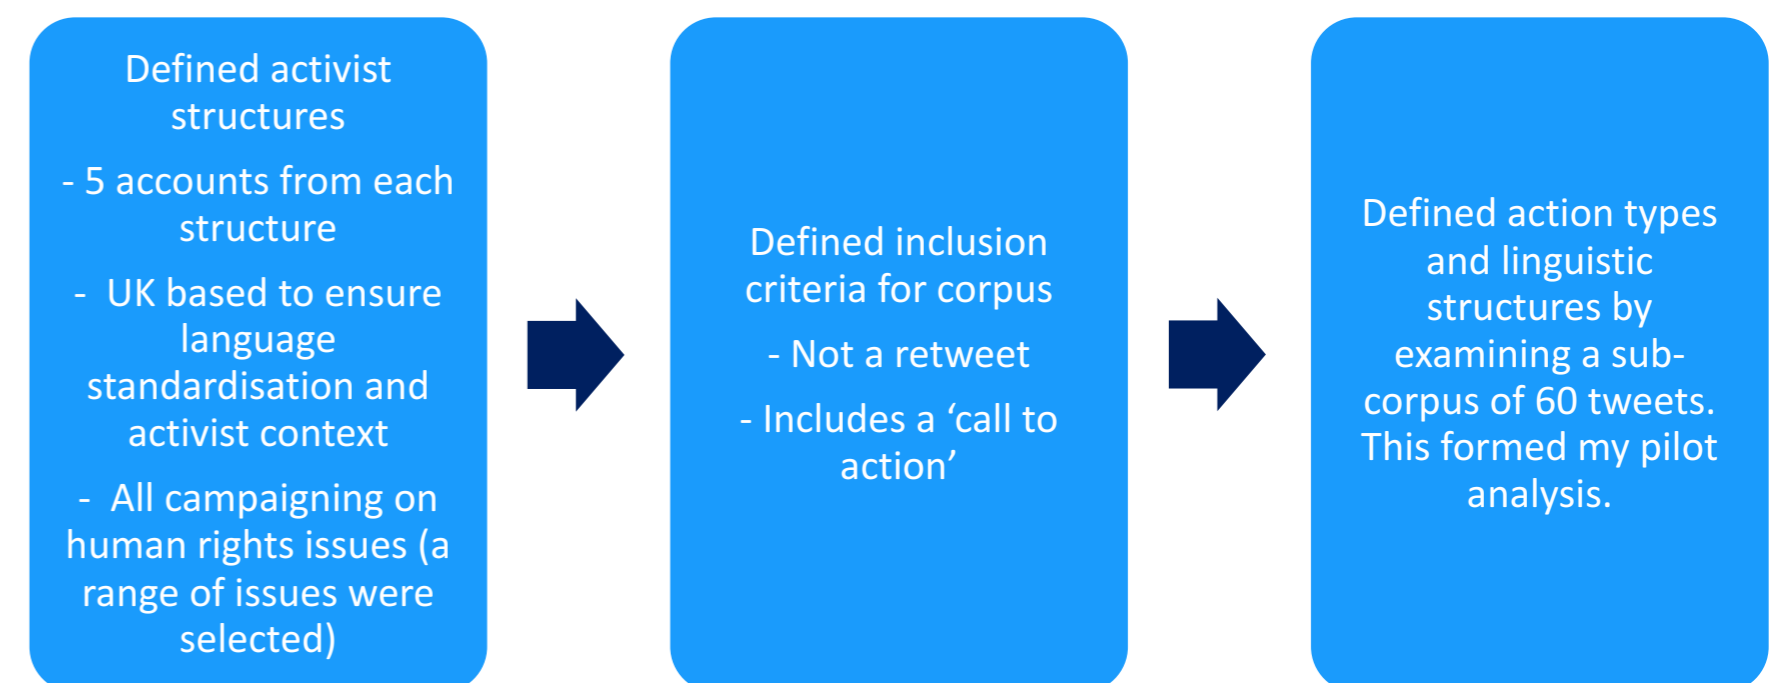 Defined activist
structures
- 5 accounts from each
structure
- UK based to ensure
language
standardisation and
activist context
- All campaigning on
human rights issues (a
range of issues were
selected)
Defined inclusion
criteria for corpus
- Not a retweet
- Includes a ‘call to
action’
Defined action types
and linguistic
structures by
examining a sub-
corpus of 60 tweets.
This formed my pilot
analysis.